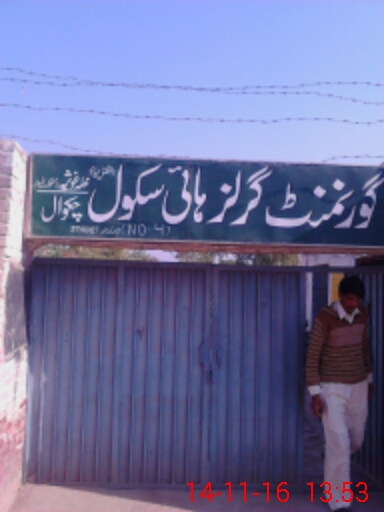 گورنمنٹ گرلز ہائی سکول چکوال
(NO-4)
14-11-16 13:53